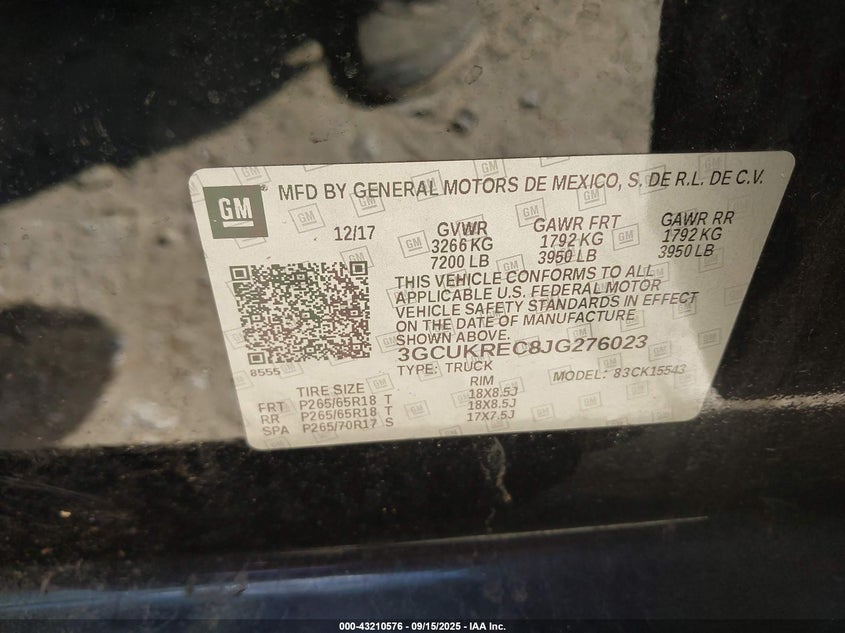 GM MFD BY GENERAL MOTORS DE MEXICO, S. DE R.L. DE C.V.
12/17 GVWR GAWR FRT GAWR RR
3266 KG 1792 KG 1792 KG
7200 LB 3950 LB 3950 LB
THIS VEHICLE CONFORMS TO ALL
APPLICABLE U.S. FEDERAL MOTOR
VEHICLE SAFETY STANDARDS IN EFFECT
ON THE DATE OF MANUFACTURE
SHOWN ABOVE.
3GCUKREC8JG276023
8555
TYPE: TRUCK MODEL: 83CK15543
TIRE SIZE RIM
FRT P265/65R18 T 18X8.5J
RR P265/65R18 T 18X8.5J
SPA P265/70R17 S 17X7.5J
000-43210576 - 09/15/2025 - IAA Inc.